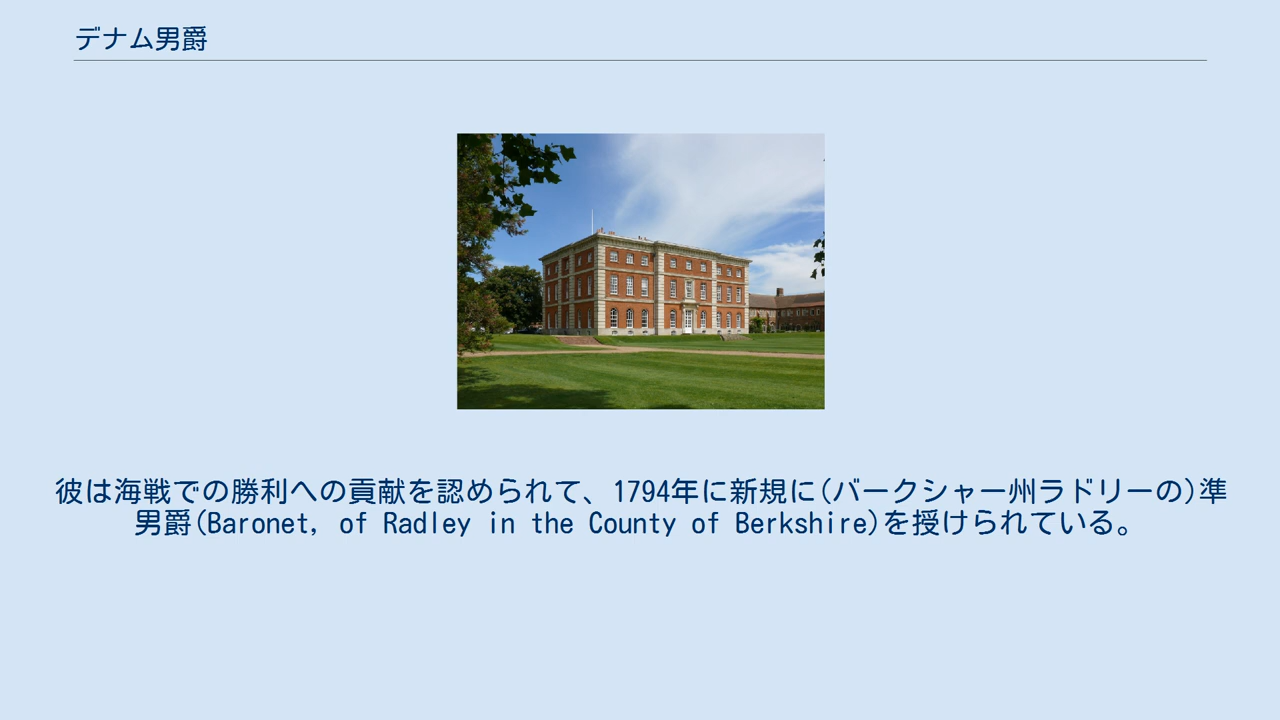 デナム男爵
彼は海戦での勝利への貢献を認められて、1794年に新規に(バークシャー州ラドリーの)準
男爵(Baronet, of Radley in the County of Berkshire)を授けられている。